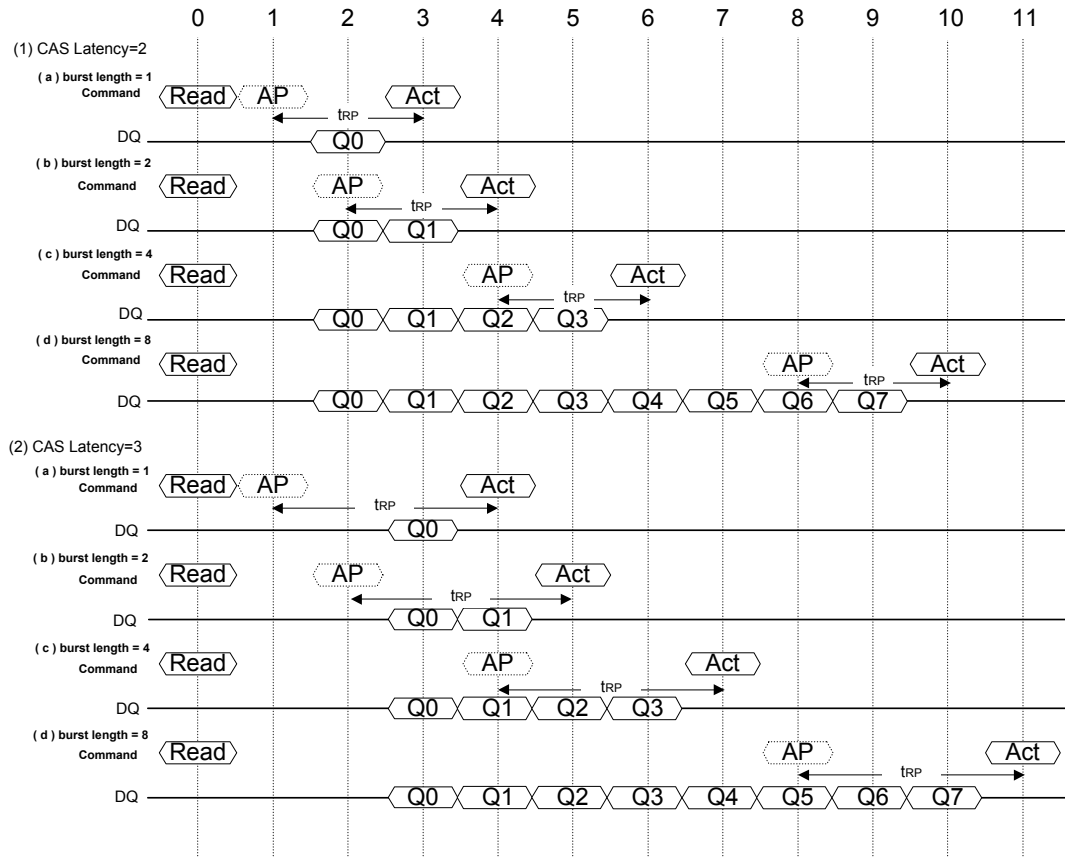 0 1 2 3 4 5 6 7 8 9 10 11
(1) CAS Latency=2
( a ) burst length = 1
Command Read AP Act
tRP
DQ Q0
( b ) burst length = 2
Command Read AP Act
tRP
DQ Q0 Q1
( c ) burst length = 4
Command Read AP Act
tRP
DQ Q0 Q1 Q2 Q3
( d ) burst length = 8
Command Read AP Act
tRP
DQ Q0 Q1 Q2 Q3 Q4 Q5 Q6 Q7
(2) CAS Latency=3
( a ) burst length = 1
Command Read AP Act
tRP
DQ Q0
( b ) burst length = 2
Command Read AP Act
tRP
DQ Q0 Q1
( c ) burst length = 4
Command Read AP Act
tRP
DQ Q0 Q1 Q2 Q3
( d ) burst length = 8
Command Read AP Act
tRP
DQ Q0 Q1 Q2 Q3 Q4 Q5 Q6 Q7